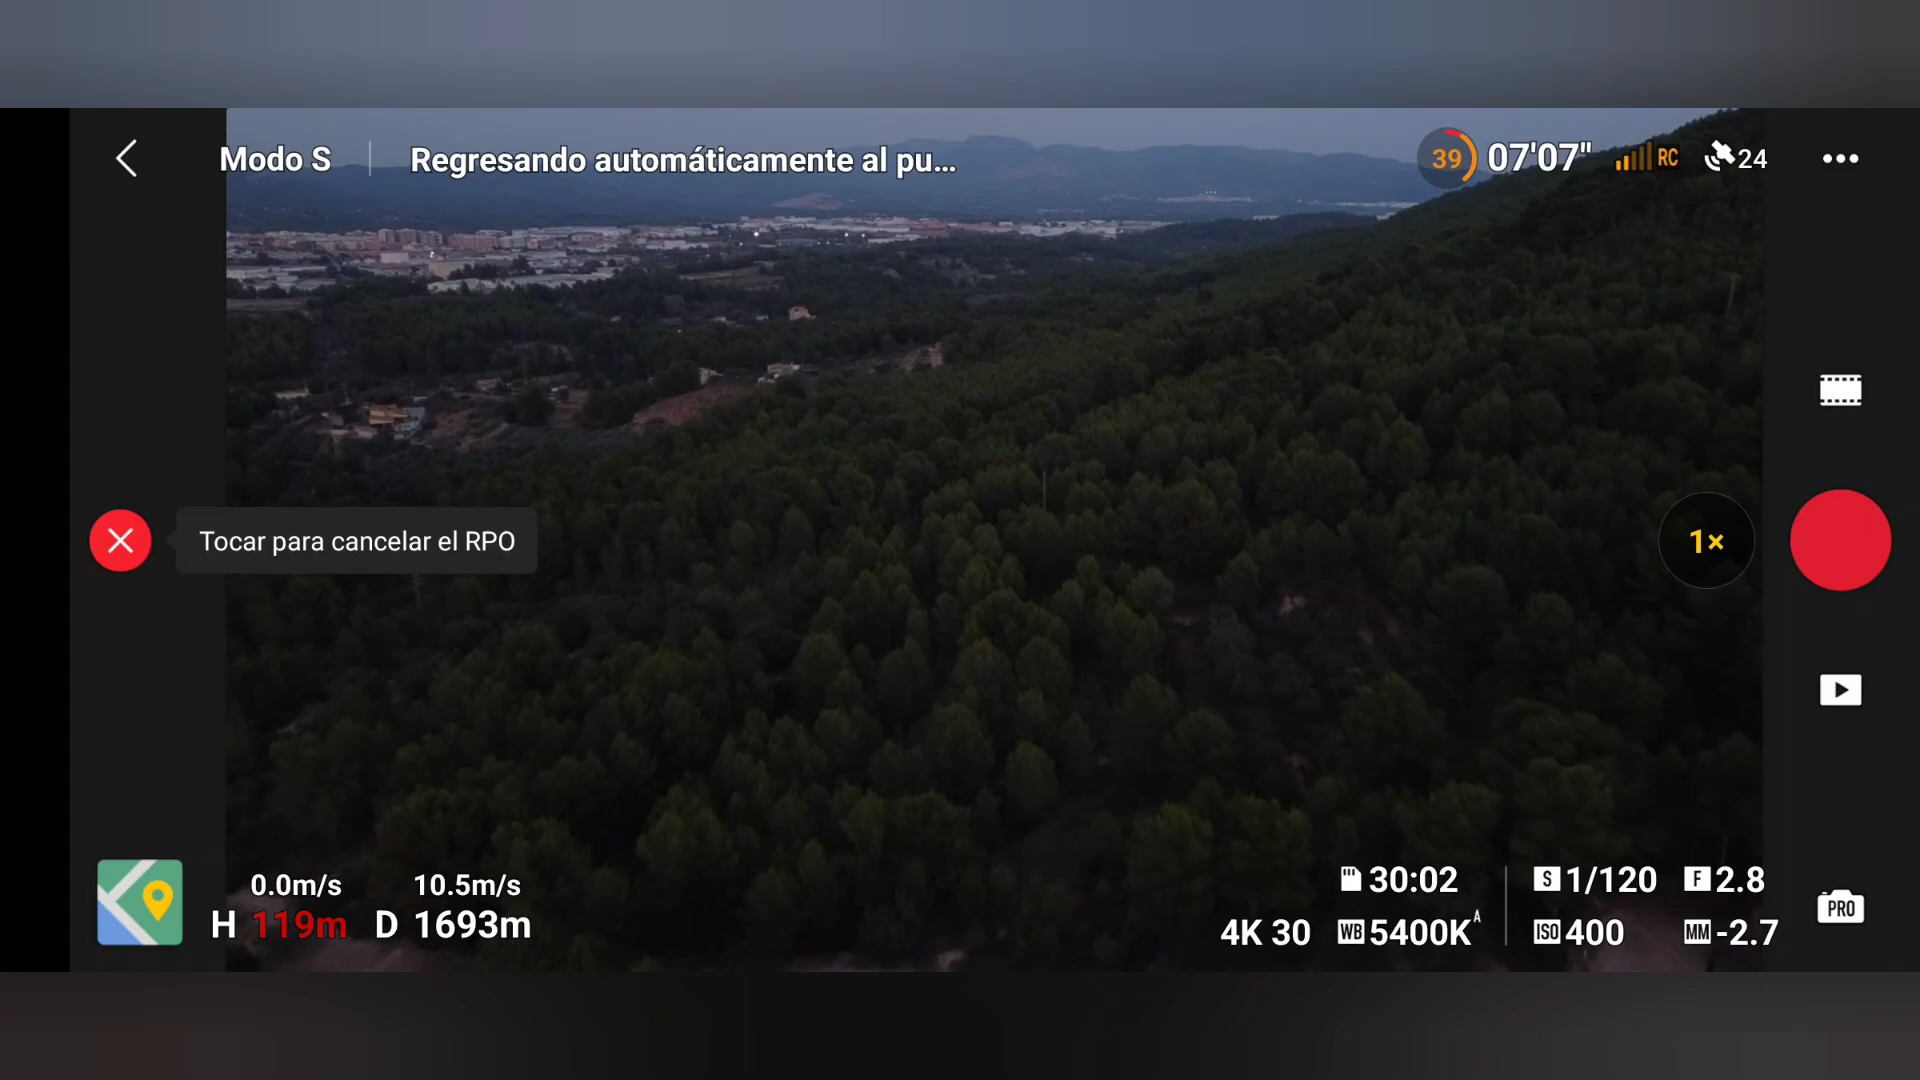 Modo S
Regresando automáticamente al pu...
39
07'07"
RC
24
Tocar para cancelar el RPO
1×
0.0m/s
10.5m/s
H 119m
D 1693m
30:02
S 1/120
F 2.8
4K 30
WB 5400K A
ISO 400
MM -2.7
PRO